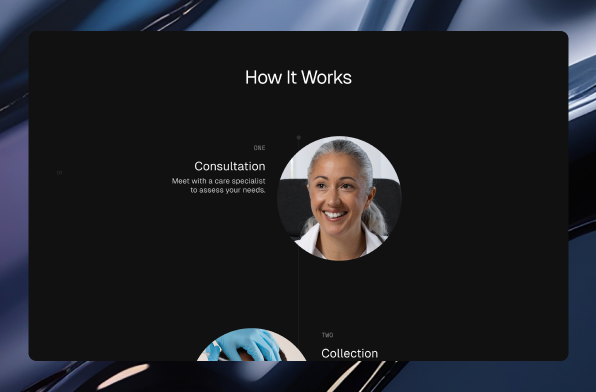 How It Works
ONE
Consultation
Meet with a care specialist
to assess your needs.
TWO
Collection